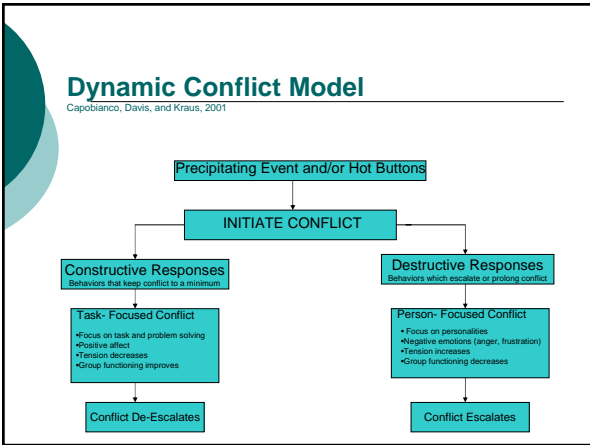 Dynamic Conflict Model
Capobianco, Davis, and Kraus, 2001
Precipitating Event and/or Hot Buttons
INITIATE CONFLICT
Constructive Responses
Behaviors that keep conflict to a minimum
Task- Focused Conflict
•Focus on task and problem solving
•Positive affect
•Tension decreases
•Group functioning improves
Conflict De-Escalates
Destructive Responses
Behaviors which escalate or prolong conflict
Person- Focused Conflict
• Focus on personalities
•Negative emotions (anger, frustration)
•Tension increases
•Group functioning decreases
Conflict Escalates